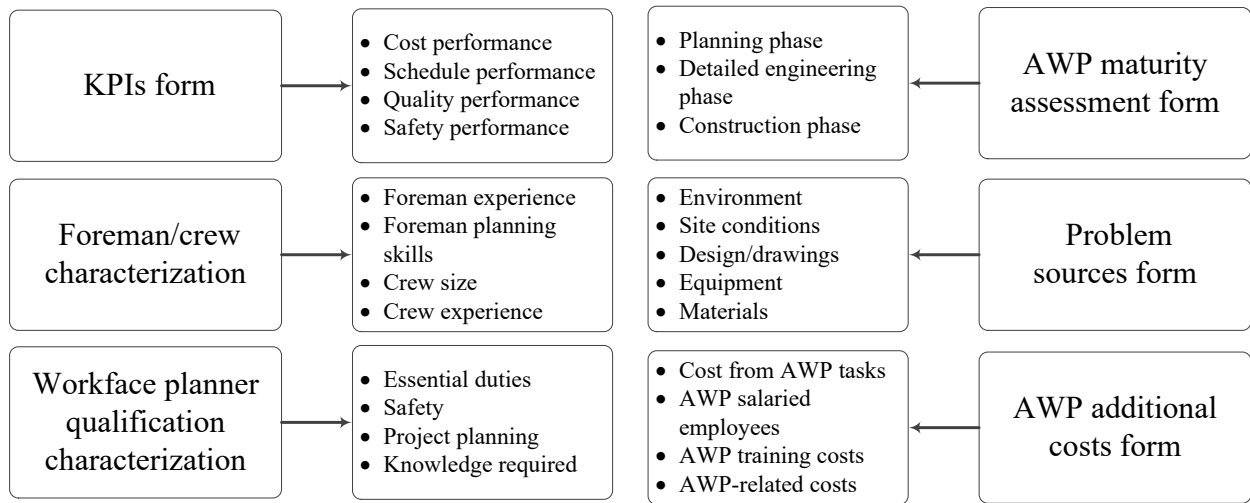 KPIs form
• Cost performance
• Schedule performance
• Quality performance
• Safety performance
• Planning phase
• Detailed engineering
phase
• Construction phase
AWP maturity
assessment form
Foreman/crew
characterization
• Foreman experience
• Foreman planning
skills
• Crew size
• Crew experience
• Environment
• Site conditions
• Design/drawings
• Equipment
• Materials
Problem
sources form
Workface planner
qualification
characterization
• Essential duties
• Safety
• Project planning
• Knowledge required
• Cost from AWP tasks
• AWP salaried
employees
• AWP training costs
• AWP-related costs
AWP additional
costs form